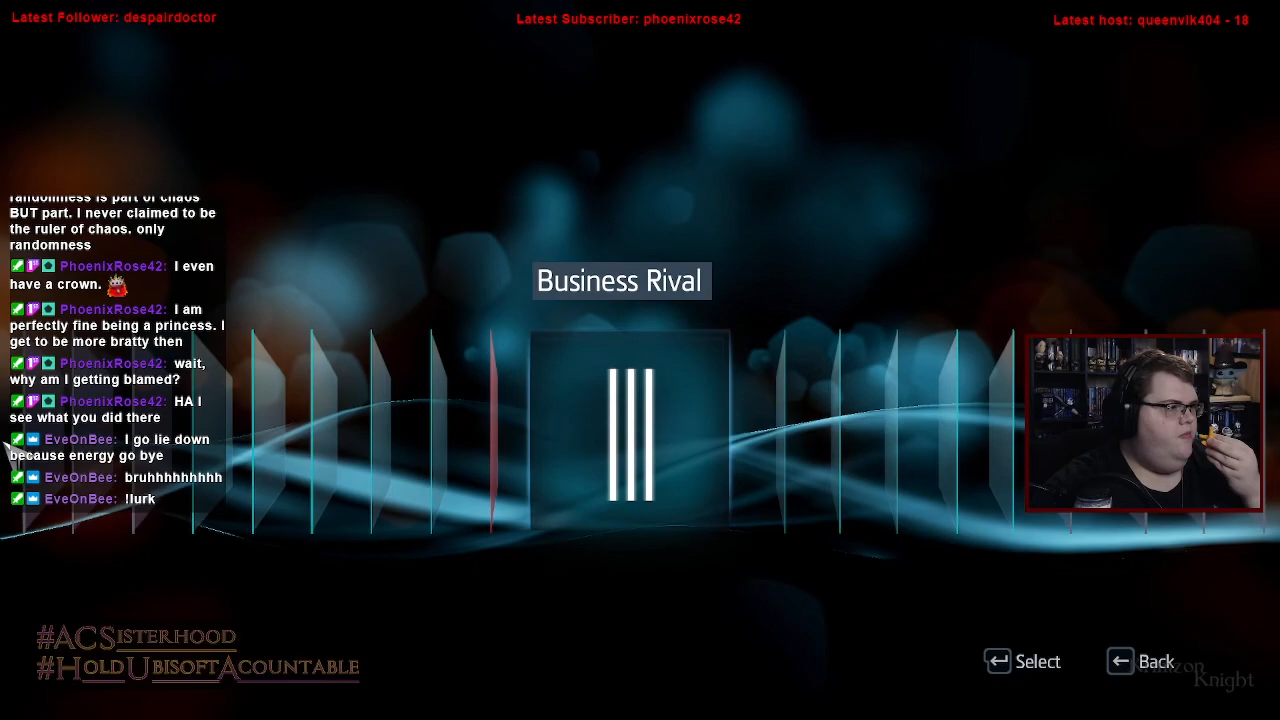 Latest Follower: despairdoctor
Latest Subscriber: phoenixrose42
Latest host: queenvlk404 - 18
randomness is part of chaos
BUT part. I never claimed to be
the ruler of chaos. only
randomness
PhoenixRose42: I even
have a crown.
PhoenixRose42: I am
perfectly fine being a princess. I
get to be more bratty then
PhoenixRose42: wait,
why am I getting blamed?
PhoenixRose42: HA I
see what you did there
EveOnBee: I go lie down
because energy go bye
EveOnBee: bruhhhhhhhhh
EveOnBee: !lurk
Business Rival
III
#ACSisterhood
#HoldUbisoftAcountable
Select
Back
Knight